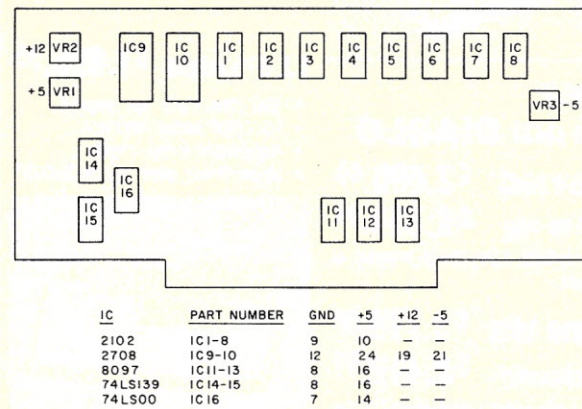 +12 VR2
IC9
IC
10
IC
1
IC
2
IC
3
IC
4
IC
5
IC
6
IC
7
IC
8
+5 VR1
VR3 -5
IC
14
IC
16
IC
15
IC
11
IC
12
IC
13
IC PART NUMBER GND +5 +12 -5
2102 IC1-8 9 10 — —
2708 IC9-10 12 24 19 21
8097 IC11-13 8 16 — —
74LS139 IC14-15 8 16 — —
74LS00 IC16 7 14 — —